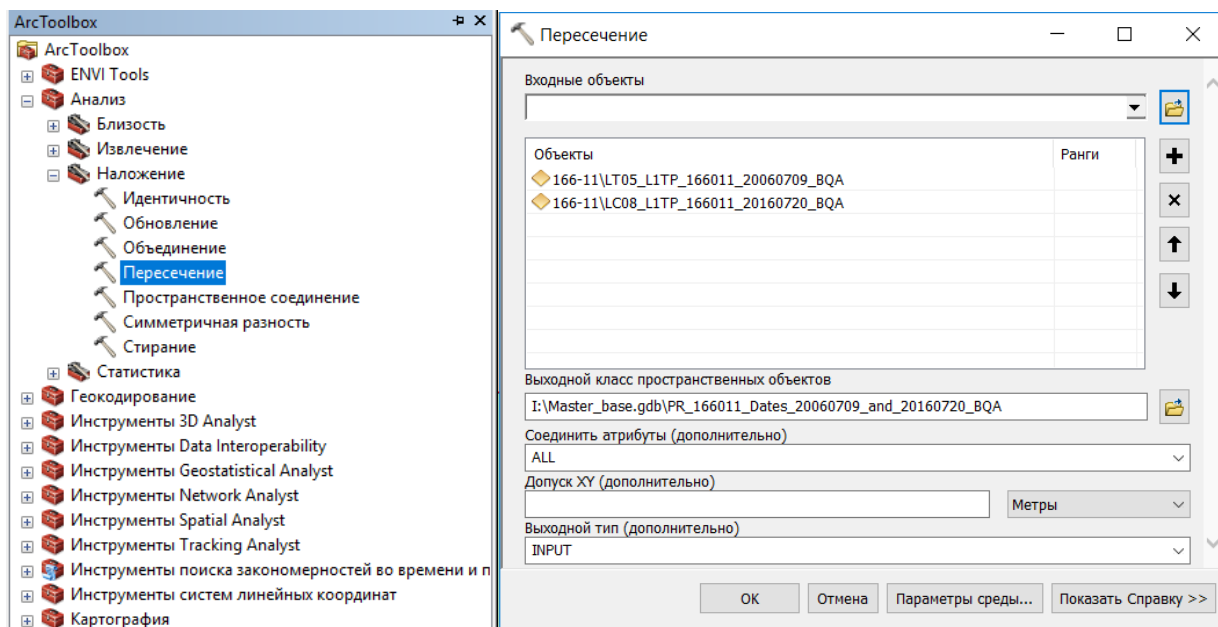 ArcToolbox
ArcToolbox
ENVI Tools
Анализ
Близость
Извлечение
Наложение
Идентичность
Обновление
Объединение
Пересечение
Пространственное соединение
Симметричная разность
Стирание
Статистика
Геокодирование
Инструменты 3D Analyst
Инструменты Data Interoperability
Инструменты Geostatistical Analyst
Инструменты Network Analyst
Инструменты Spatial Analyst
Инструменты Tracking Analyst
Инструменты поиска закономерностей во времени и п
Инструменты систем линейных координат
Картография
Пересечение
Входные объекты
Объекты Ранги
166-11\LT05_L1TP_166011_20060709_BQA
166-11\LC08_L1TP_166011_20160720_BQA
Выходной класс пространственных объектов
I:\Master_base.gdb\PR_166011_Dates_20060709_and_20160720_BQA
Соединить атрибуты (дополнительно)
ALL
Допуск XY (дополнительно)
Метры
Выходной тип (дополнительно)
INPUT
OK Отмена Параметры среды... Показать Справку >>